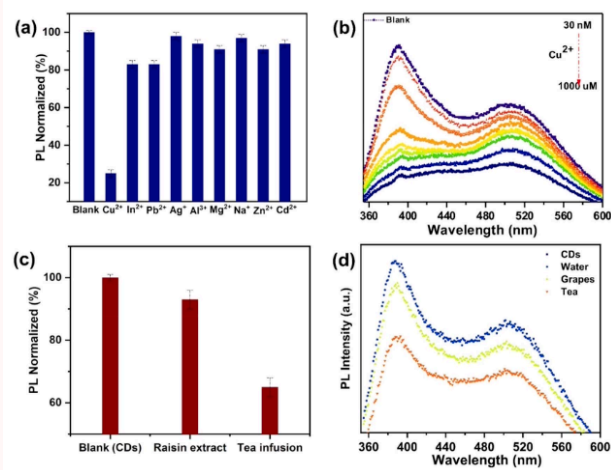 (a)
PL Normalized (%)
100
80
60
40
20
Blank Cu2+ In2+ Pb2+ Ag+ Al3+ Mg2+ Na+ Zn2+ Cd2+
(b)
Blank
30 nM
Cu2+
1000 uM
360 400 440 480 520 560 600
Wavelength (nm)
(c)
PL Normalized (%)
100
80
60
Blank (CDs) Raisin extract Tea infusion
(d)
CDs
Water
Grapes
Tea
PL Intensity (a.u.)
360 400 440 480 520 560 600
Wavelength (nm)